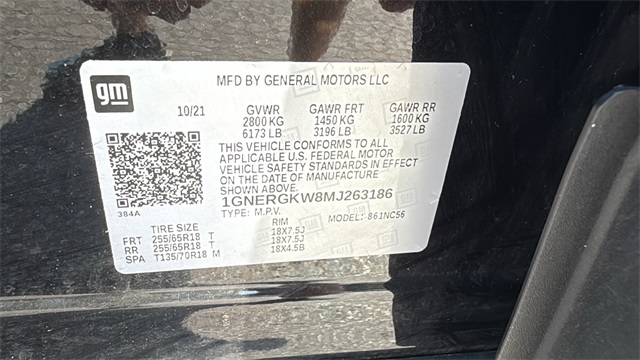 gm
MFD BY GENERAL MOTORS LLC
10/21 GVWR GAWR FRT GAWR RR
2800 KG 1450 KG 1600 KG
6173 LB 3196 LB 3527 LB
THIS VEHICLE CONFORMS TO ALL
APPLICABLE U.S. FEDERAL MOTOR
VEHICLE SAFETY STANDARDS IN EFFECT
ON THE DATE OF MANUFACTURE
SHOWN ABOVE.
1GNERGKW8MJ263186
384A TYPE: M.P.V. MODEL: 861NC56
TIRE SIZE RIM
FRT 255/65R18 T 18X7.5J
RR 255/65R18 T 18X7.5J
SPA T135/70R18 M 18X4.5B